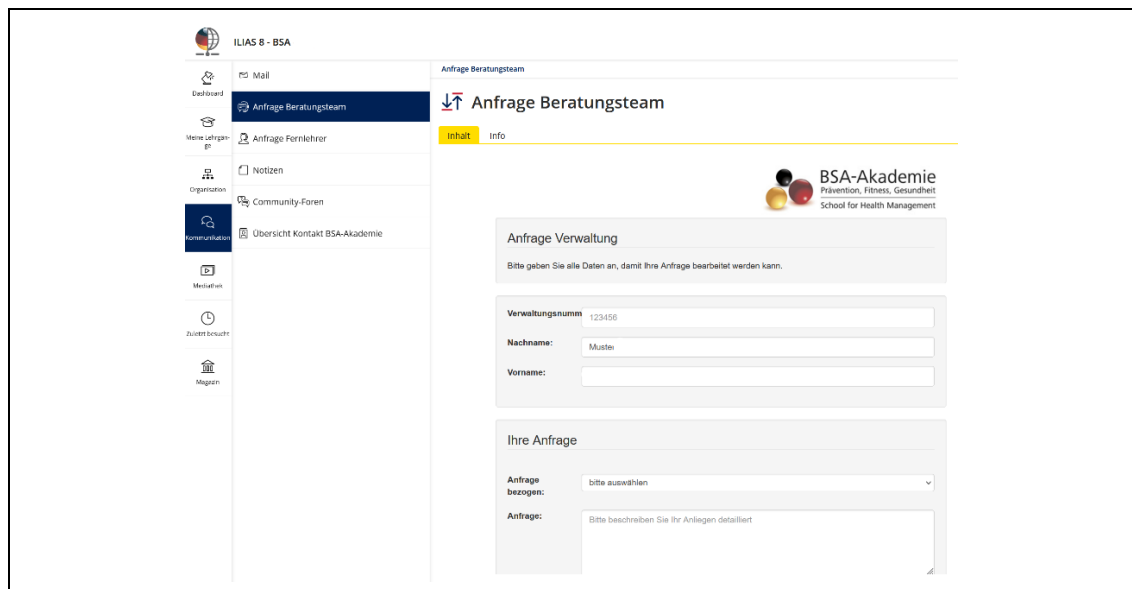 ILIAS 8 - BSA
Dashboard
Meine Lehrgän-
ge
Organisation
Kommunikation
Mediathek
Zuletzt besucht
Magazin
Mail
Anfrage Beratungsteam
Anfrage Fernlehrer
Notizen
Community-Foren
Übersicht Kontakt BSA-Akademie
Anfrage Beratungsteam
Anfrage Beratungsteam
Inhalt Info
BSA-Akademie
Prävention, Fitness, Gesundheit
School for Health Management
Anfrage Verwaltung
Bitte geben Sie alle Daten an, damit Ihre Anfrage bearbeitet werden kann.
Verwaltungsnumm 123456
Nachname: Muster
Vorname:
Ihre Anfrage
Anfrage
bezogen: bitte auswählen
Anfrage: Bitte beschreiben Sie Ihr Anliegen detailliert